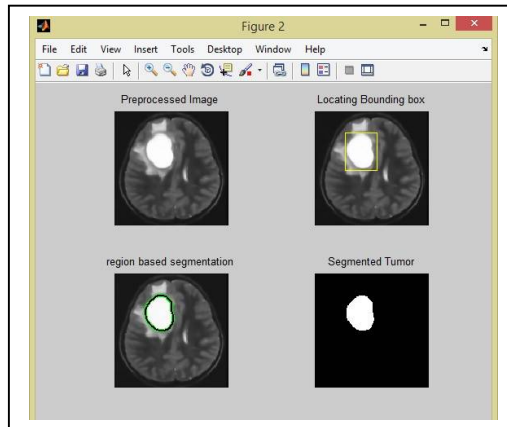 Figure 2
File Edit View Insert Tools Desktop Window Help
Preprocessed Image
Locating Bounding box
region based segmentation
Segmented Tumor